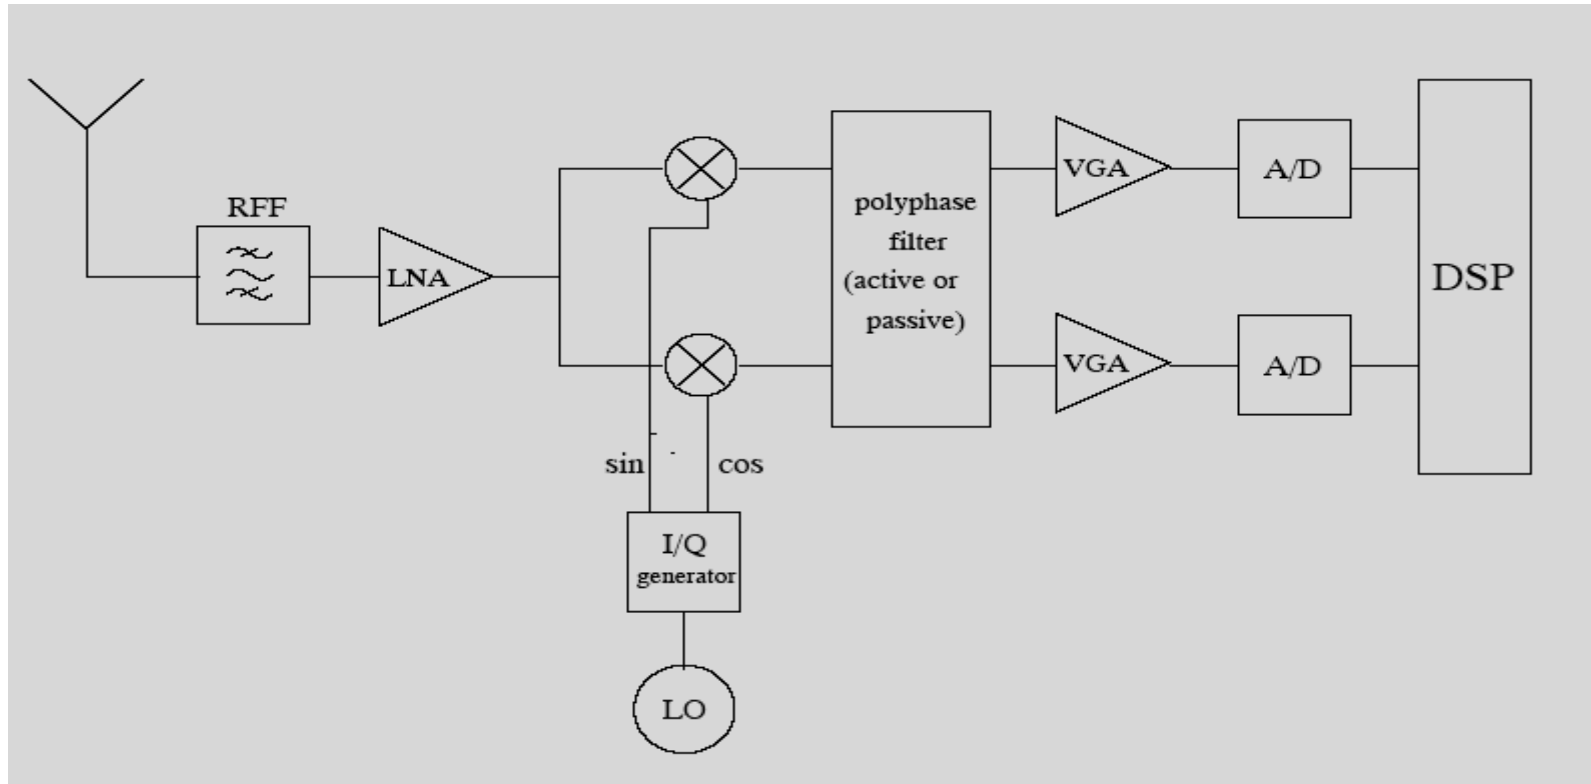 RFF
LNA
polyphase
filter
(active or
passive)
VGA
A/D
VGA
A/D
DSP
sin
cos
I/Q
generator
LO